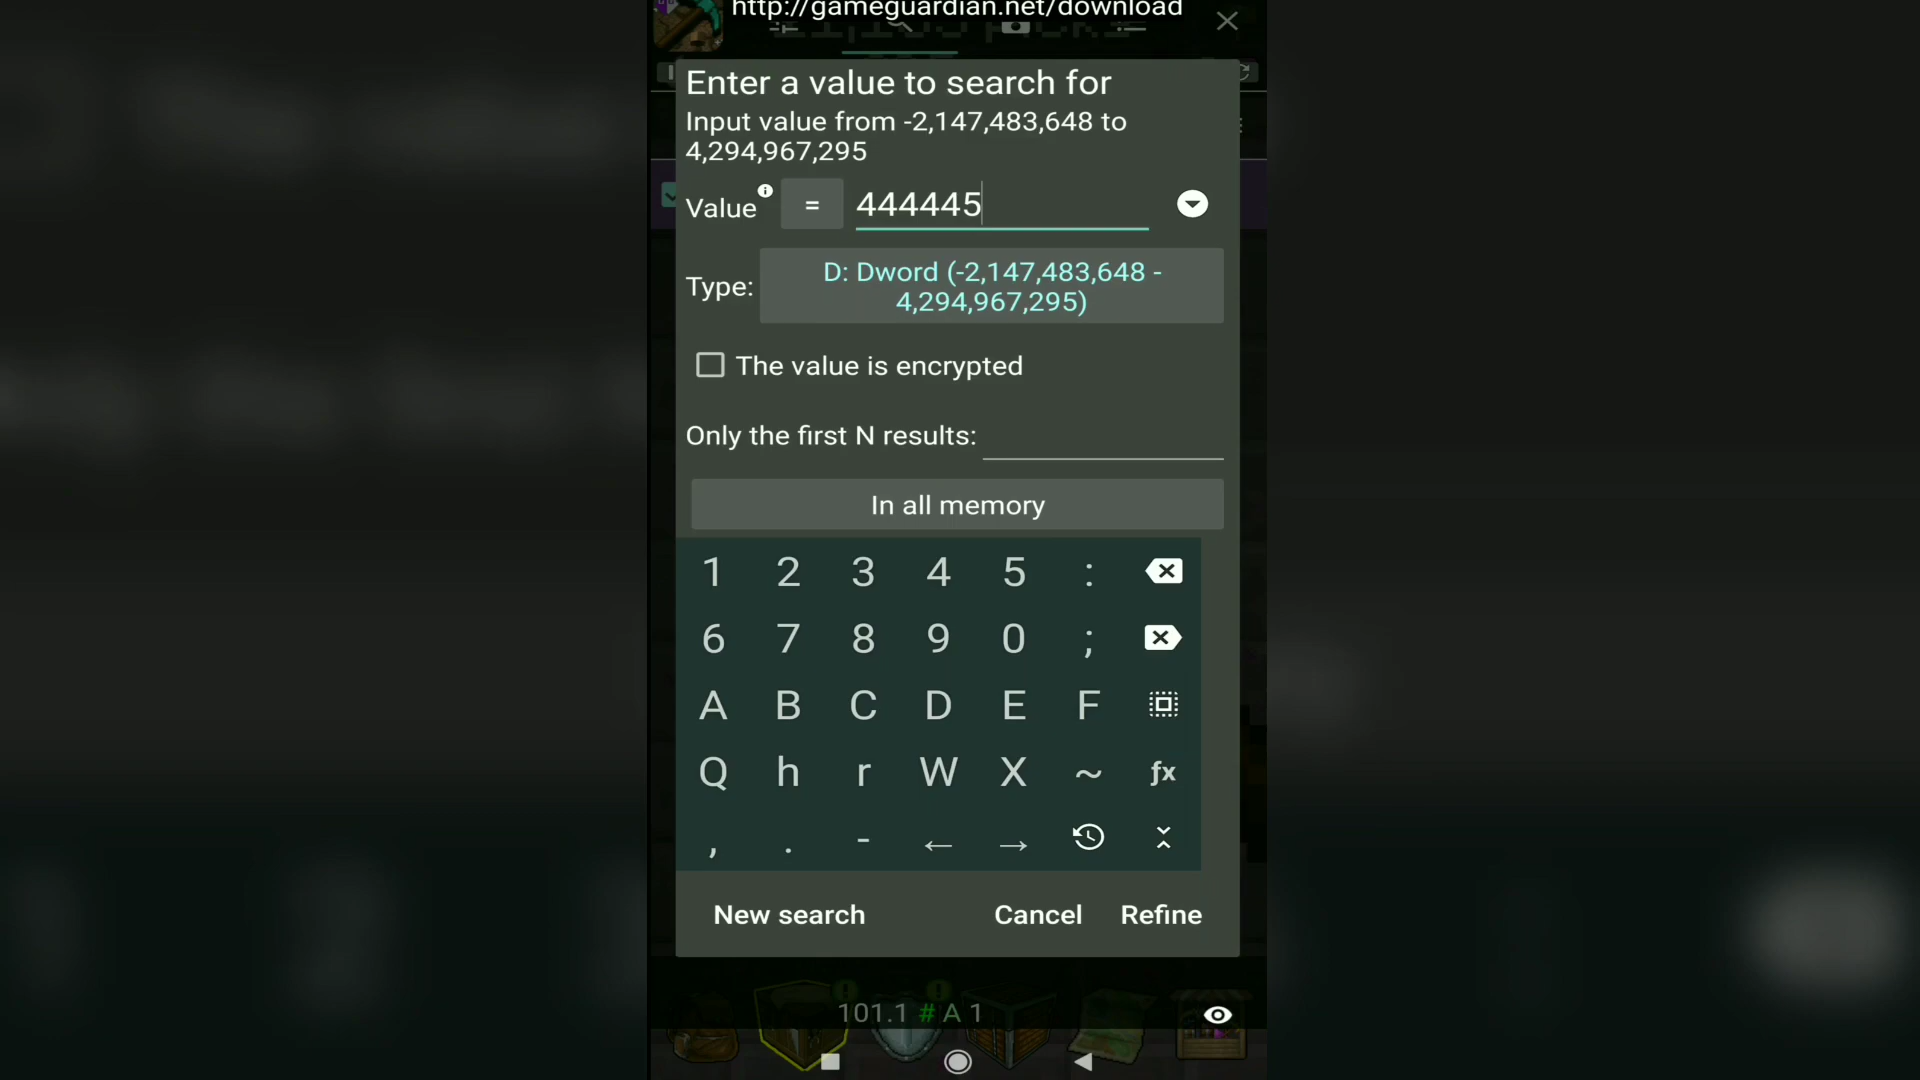 http://gameguardian.net/download
Enter a value to search for
Input value from -2,147,483,648 to
4,294,967,295
Value = 444445
Type: D: Dword (-2,147,483,648 -
4,294,967,295)
The value is encrypted
Only the first N results:
In all memory
1 2 3 4 5 :
6 7 8 9 0 ;
A B C D E F
Q h r W X ~ fx
, . - ← →
New search Cancel Refine
101.1 # A 1